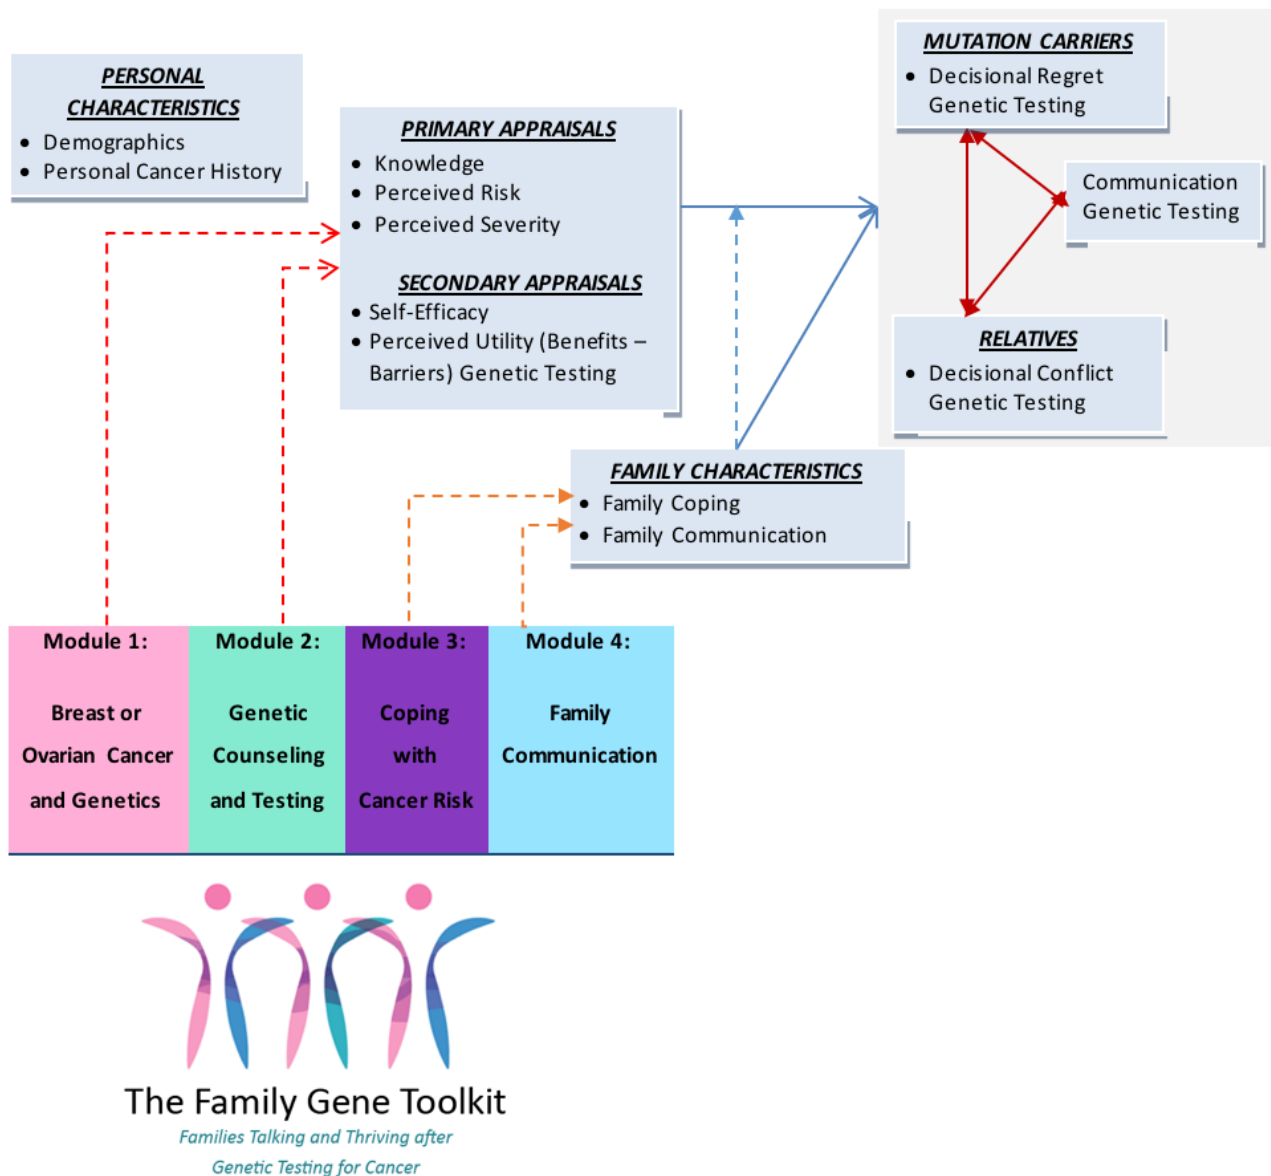 PERSONAL
CHARACTERISTICS
• Demographics
• Personal Cancer History
PRIMARY APPRAISALS
• Knowledge
• Perceived Risk
• Perceived Severity
SECONDARY APPRAISALS
• Self-Efficacy
• Perceived Utility (Benefits –
Barriers) Genetic Testing
MUTATION CARRIERS
• Decisional Regret
Genetic Testing
Communication
Genetic Testing
RELATIVES
• Decisional Conflict
Genetic Testing
FAMILY CHARACTERISTICS
• Family Coping
• Family Communication
Module 1:
Breast or
Ovarian Cancer
and Genetics
Module 2:
Genetic
Counseling
and Testing
Module 3:
Coping
with
Cancer Risk
Module 4:
Family
Communication
The Family Gene Toolkit
Families Talking and Thriving after
Genetic Testing for Cancer